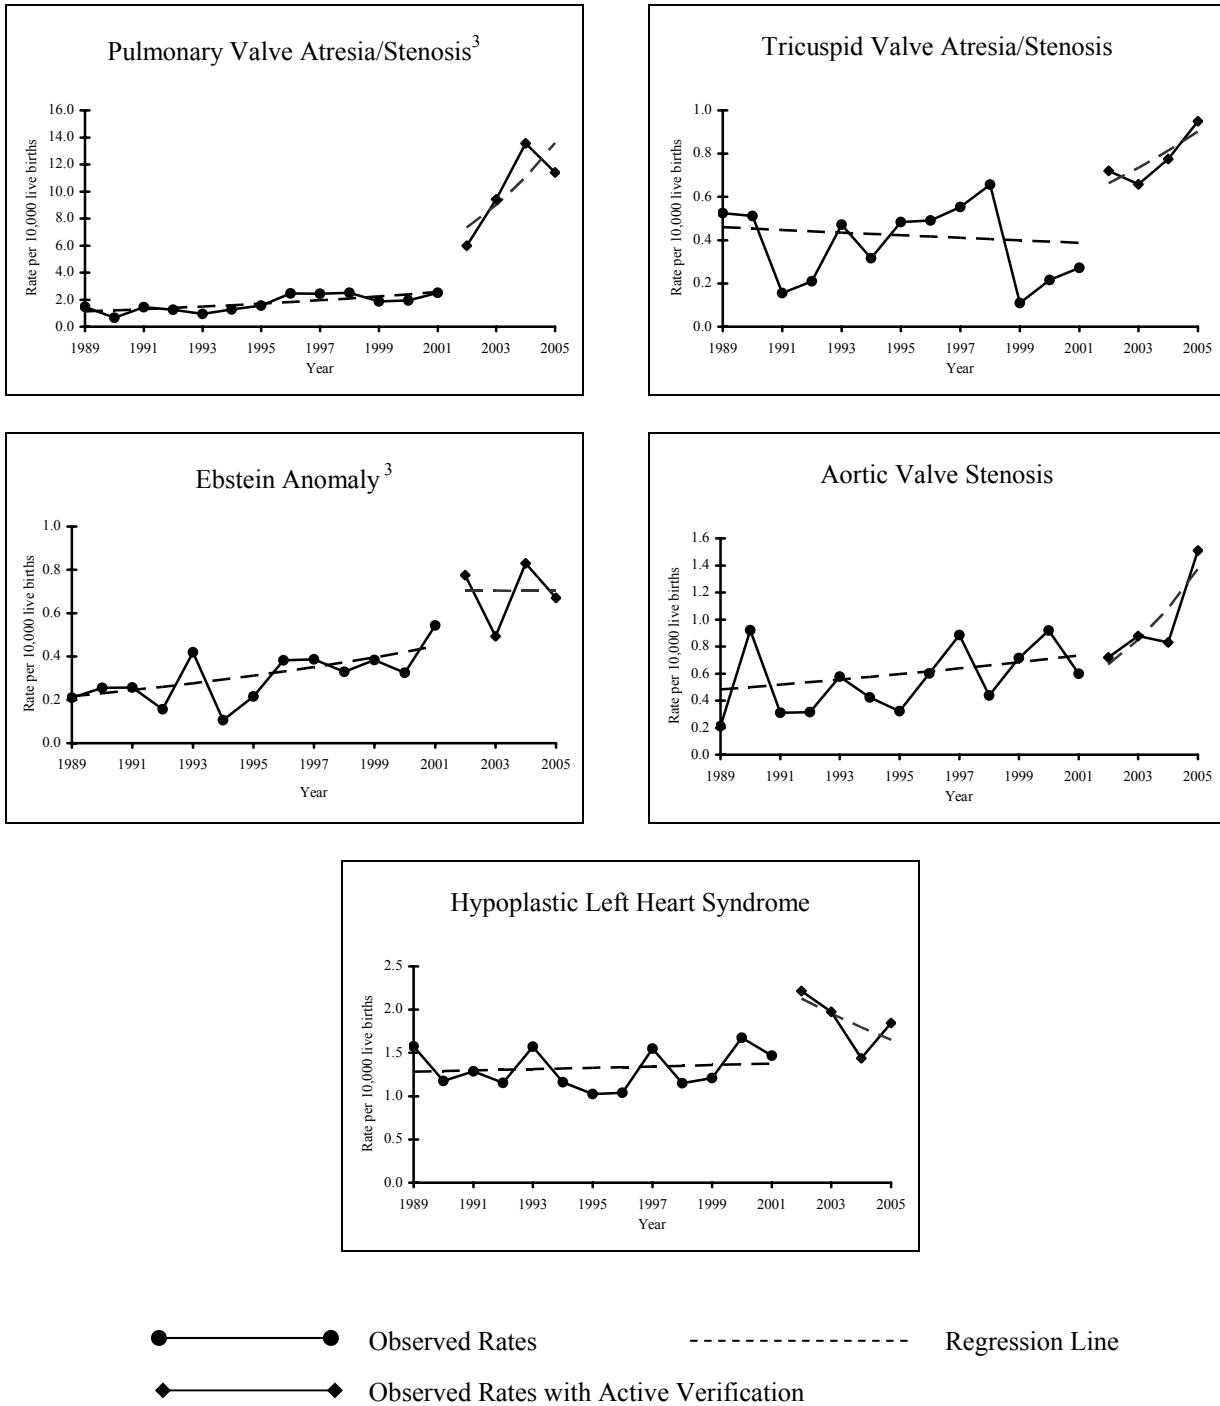 Pulmonary Valve Atresia/Stenosis3
Rate per 10,000 live births
16.0
14.0
12.0
10.0
8.0
6.0
4.0
2.0
0.0
1989 1991 1993 1995 1997 1999 2001 2003 2005
Year
Tricuspid Valve Atresia/Stenosis
Rate per 10,000 live births
1.0
0.8
0.6
0.4
0.2
0.0
1989 1991 1993 1995 1997 1999 2001 2003 2005
Year
Ebstein Anomaly3
Rate per 10,000 live births
1.0
0.8
0.6
0.4
0.2
0.0
1989 1991 1993 1995 1997 1999 2001 2003 2005
Year
Aortic Valve Stenosis
Rate per 10,000 live births
1.6
1.4
1.2
1.0
0.8
0.6
0.4
0.2
0.0
1989 1991 1993 1995 1997 1999 2001 2003 2005
Year
Hypoplastic Left Heart Syndrome
Rate per 10,000 live births
2.5
2.0
1.5
1.0
0.5
0.0
1989 1991 1993 1995 1997 1999 2001 2003 2005
Year
Observed Rates
Regression Line
Observed Rates with Active Verification